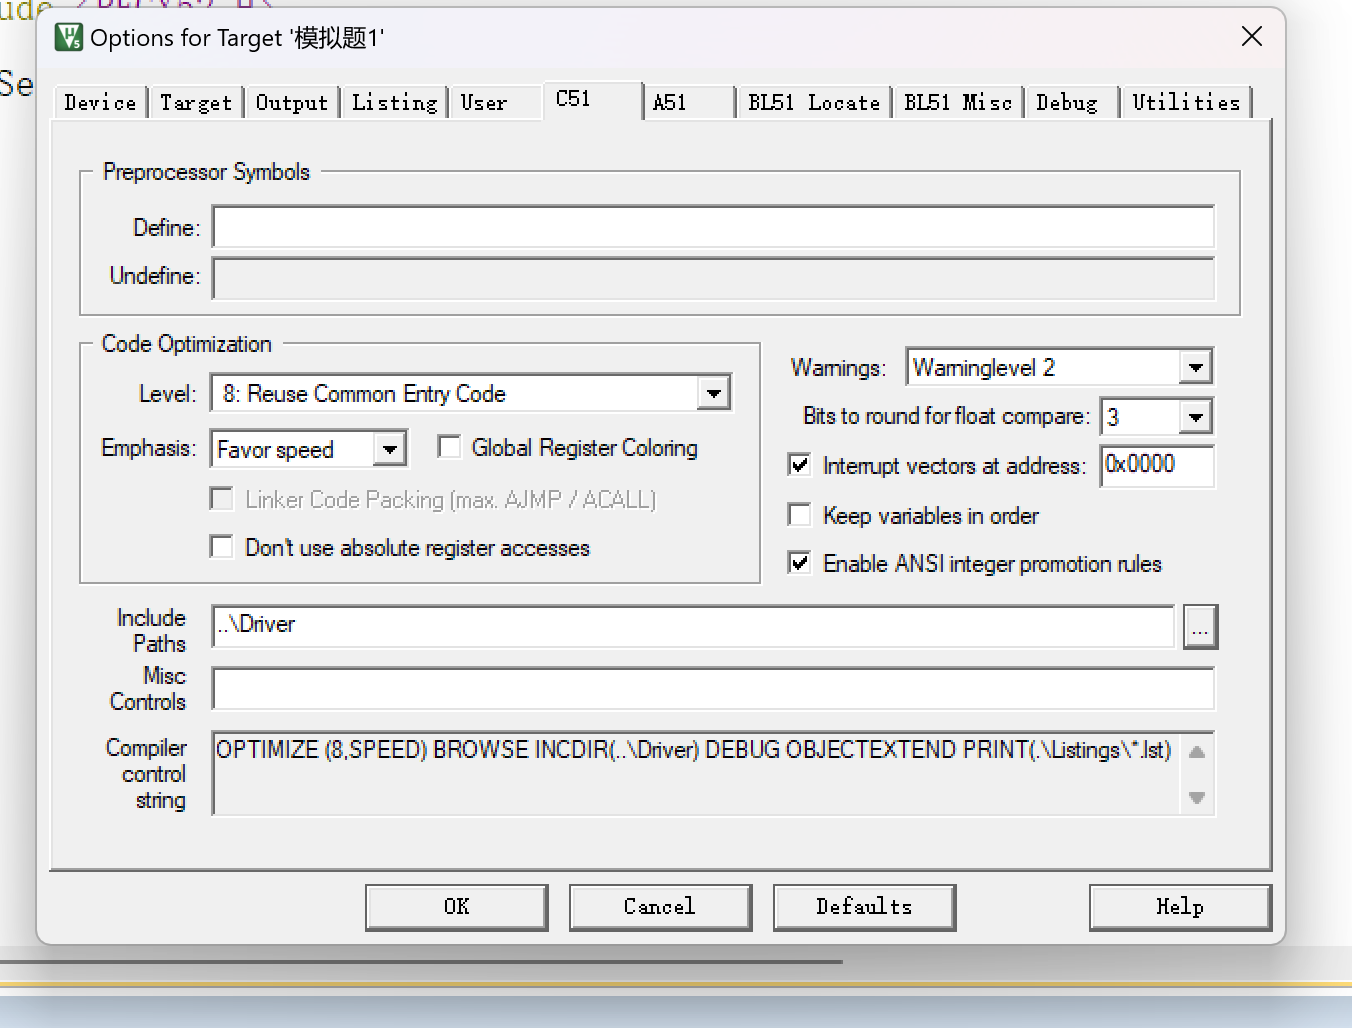 Se
Options for Target '模拟题1'
Device Target Output Listing User C51 A51 BL51 Locate BL51 Misc Debug Utilities
Preprocessor Symbols
Define:
Undefine:
Code Optimization
Level: 8: Reuse Common Entry Code
Emphasis: Favor speed Global Register Coloring
Linker Code Packing (max. AJMP / ACALL)
Don't use absolute register accesses
Warnings: Warninglevel 2
Bits to round for float compare: 3
Interrupt vectors at address: 0x0000
Keep variables in order
Enable ANSI integer promotion rules
Include
Paths
..\Driver
...
Misc
Controls
Compiler
control
string
OPTIMIZE (8,SPEED) BROWSE INCDIR(..\Driver) DEBUG OBJECTEXTEND PRINT(.\Listings\*.lst)
OK Cancel Defaults Help